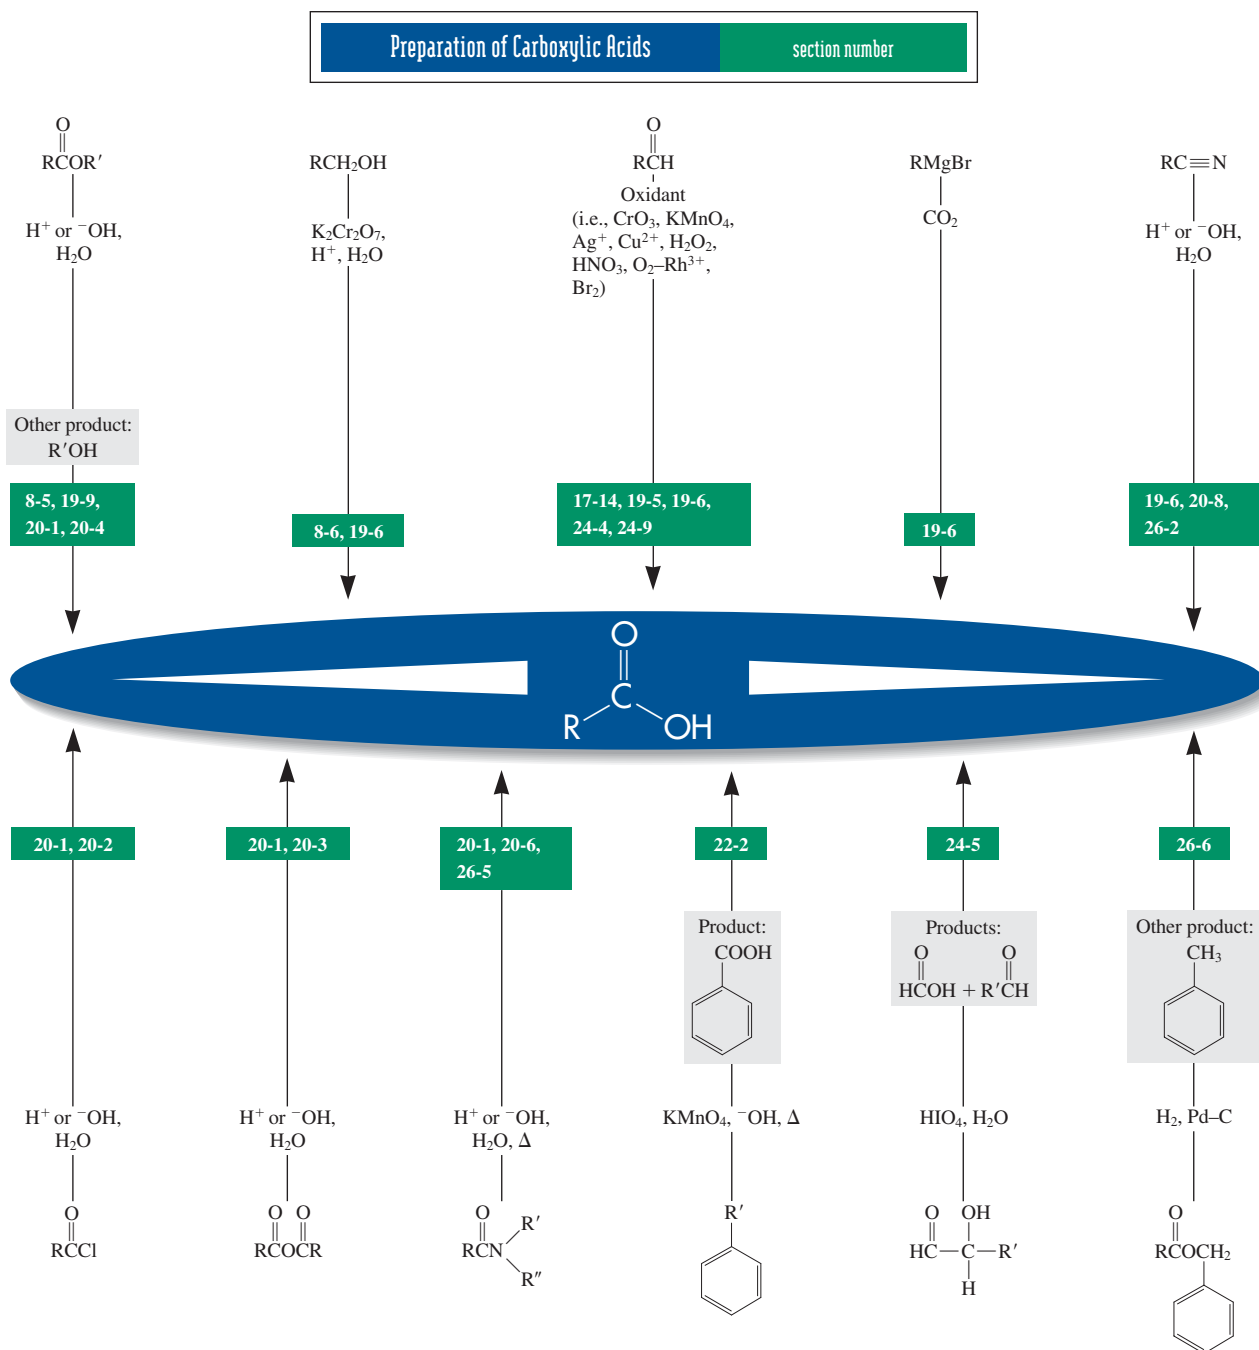 Preparation of Carboxylic Acids
section number
O
RCOR′
H⁺ or ⁻OH,
H₂O
Other product:
R′OH
8-5, 19-9,
20-1, 20-4
RCH₂OH
K₂Cr₂O₇,
H⁺, H₂O
8-6, 19-6
O
RCH
Oxidant
(i.e., CrO₃, KMnO₄,
Ag⁺, Cu²⁺, H₂O₂,
HNO₃, O₂–Rh³⁺,
Br₂)
17-14, 19-5, 19-6,
24-4, 24-9
RMgBr
CO₂
19-6
RC≡N
H⁺ or ⁻OH,
H₂O
19-6, 20-8,
26-2
O
C
R OH
20-1, 20-2
H⁺ or ⁻OH,
H₂O
O
RCCl
20-1, 20-3
H⁺ or ⁻OH,
H₂O
O O
RCOCR
20-1, 20-6,
26-5
H⁺ or ⁻OH,
H₂O, Δ
O
R′
RCN
R″
22-2
Product:
COOH
KMnO₄, ⁻OH, Δ
R′
24-5
Products:
O O
HCOH + R′CH
HIO₄, H₂O
O OH
HC–C–R′
H
26-6
Other product:
CH₃
H₂, Pd–C
O
RCOCH₂